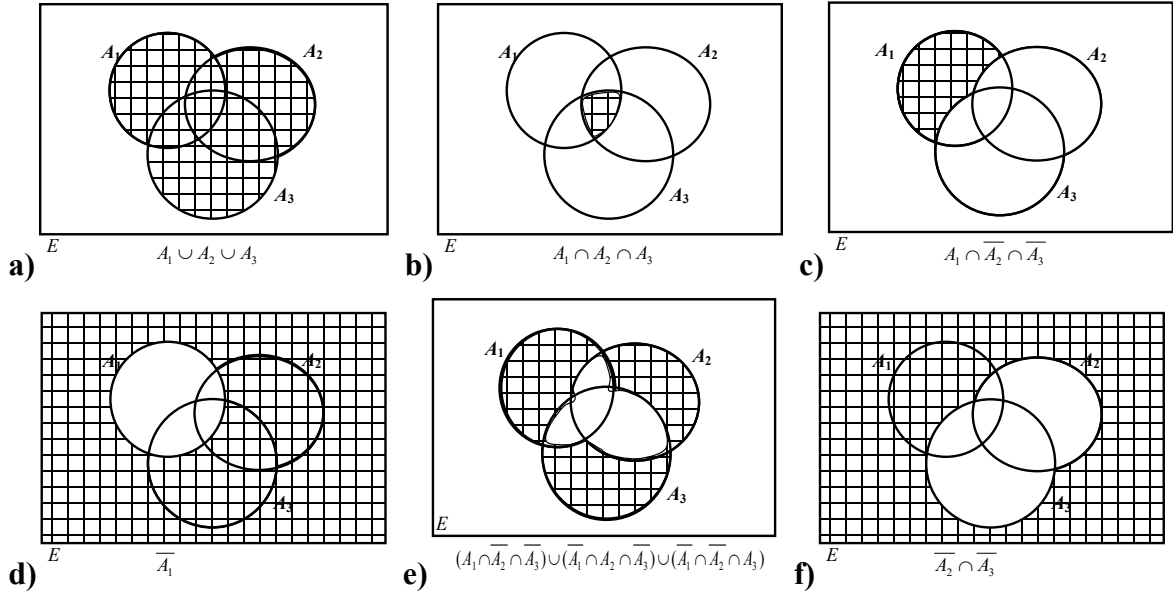 A₁ A₂ A₃
E
a) A₁ ∪ A₂ ∪ A₃
A₁ A₂ A₃
E
b) A₁ ∩ A₂ ∩ A₃
A₁ A₂ A₃
E
c) A₁ ∩ A̅₂ ∩ A̅₃
A₁ A₂ A₃
E
d) A̅₁
A₁ A₂ A₃
E
e) (A₁ ∩ A̅₂ ∩ A̅₃) ∪ (A̅₁ ∩ A₂ ∩ A̅₃) ∪ (A̅₁ ∩ A̅₂ ∩ A₃)
A₁ A₂ A₃
E
f) A̅₂ ∩ A̅₃